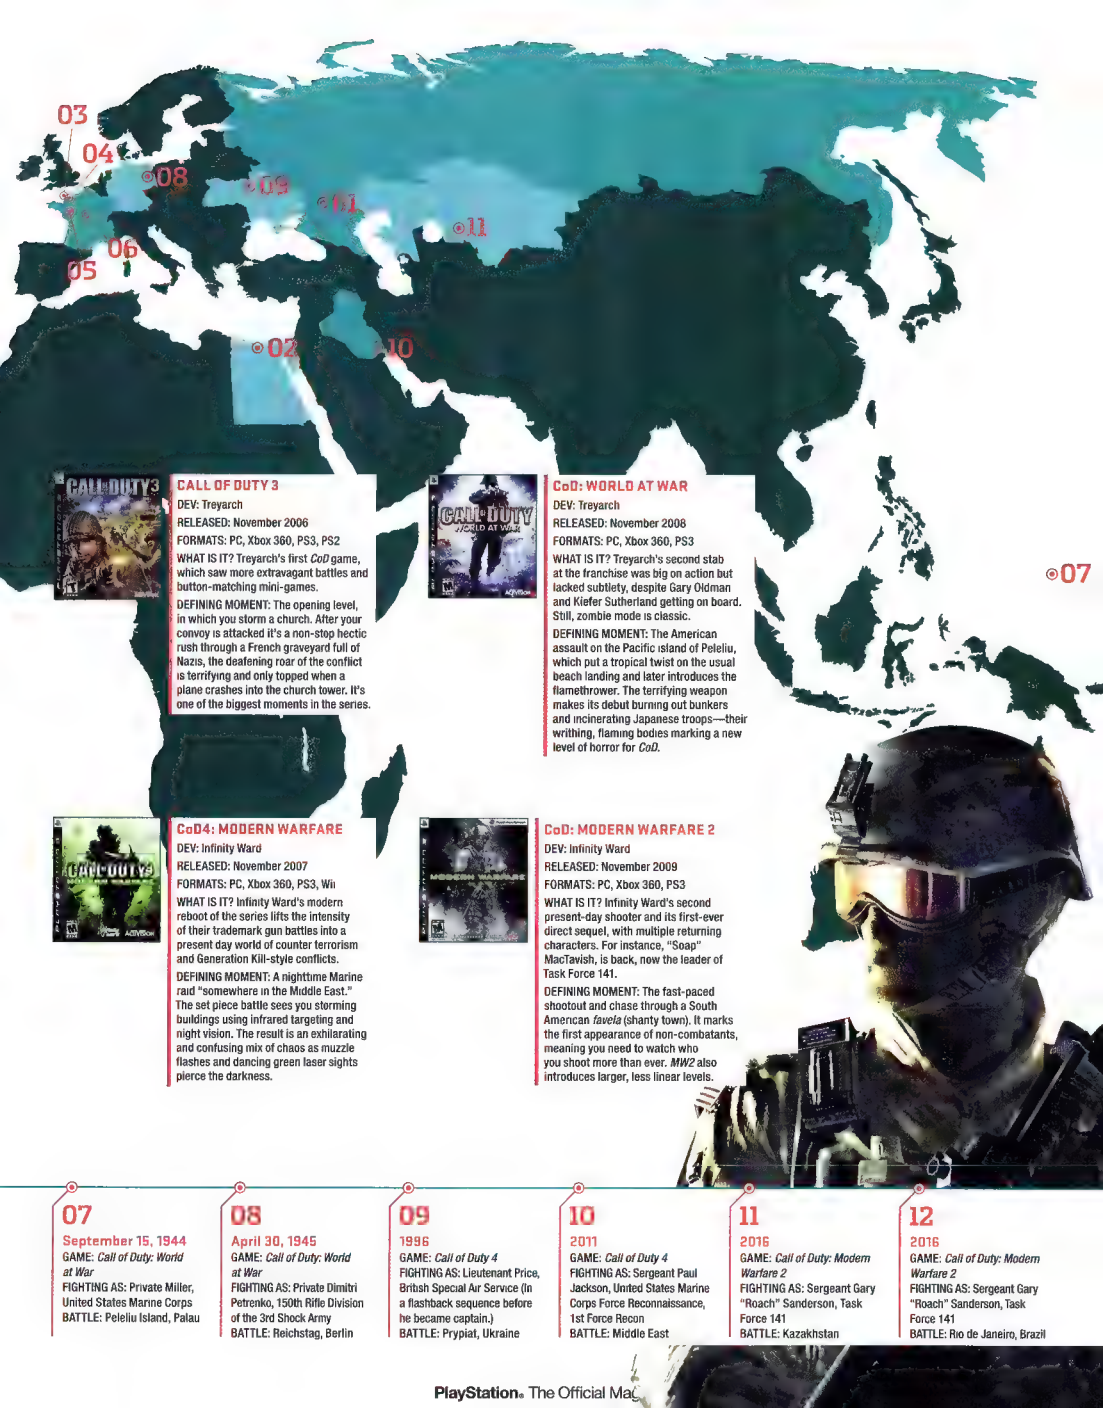 03
04
08
09
01
11
06
05
02
10
07
CALL OF DUTY 3
DEV: Treyarch
RELEASED: November 2006
FORMATS: PC, Xbox 360, PS3, PS2
WHAT IS IT? Treyarch's first CoD game,
which saw more extravagant battles and
button-matching mini-games.
DEFINING MOMENT: The opening level,
in which you storm a church. After your
convoy is attacked it's a non-stop hectic
rush through a French graveyard full of
Nazis, the deafening roar of the conflict
is terrifying and only topped when a
plane crashes into the church tower. It's
one of the biggest moments in the series.
CALL OF DUTY 3
CoD: WORLD AT WAR
DEV: Treyarch
RELEASED: November 2008
FORMATS: PC, Xbox 360, PS3
WHAT IS IT? Treyarch's second stab
at the franchise was big on action but
lacked subtlety, despite Gary Oldman
and Kiefer Sutherland getting on board.
Still, zombie mode is classic.
DEFINING MOMENT: The American
assault on the Pacific island of Peleliu,
which put a tropical twist on the usual
beach landing and later introduces the
flamethrower. The terrifying weapon
makes its debut burning out bunkers
and incinerating Japanese troops—their
writhing, flaming bodies marking a new
level of horror for CoD.
CALL OF DUTY
WORLD AT WAR
ACTIVISION
CoD4: MODERN WARFARE
DEV: Infinity Ward
RELEASED: November 2007
FORMATS: PC, Xbox 360, PS3, Wii
WHAT IS IT? Infinity Ward's modern
reboot of the series lifts the intensity
of their trademark gun battles into a
present day world of counter terrorism
and Generation Kill-style conflicts.
DEFINING MOMENT: A nighttime Marine
raid "somewhere in the Middle East."
The set piece battle sees you storming
buildings using infrared targeting and
night vision. The result is an exhilarating
and confusing mix of chaos as muzzle
flashes and dancing green laser sights
pierce the darkness.
CALL OF DUTY 4
MODERN WARFARE
ACTIVISION
CoD: MODERN WARFARE 2
DEV: Infinity Ward
RELEASED: November 2009
FORMATS: PC, Xbox 360, PS3
WHAT IS IT? Infinity Ward's second
present-day shooter and its first-ever
direct sequel, with multiple returning
characters. For instance, "Soap"
MacTavish, is back, now the leader of
Task Force 141.
DEFINING MOMENT: The fast-paced
shootout and chase through a South
American favela (shanty town). It marks
the first appearance of non-combatants,
meaning you need to watch who
you shoot more than ever. MW2 also
introduces larger, less linear levels.
MODERN WARFARE
07
September 15, 1944
GAME: Call of Duty: World
at War
FIGHTING AS: Private Miller,
United States Marine Corps
BATTLE: Peleliu Island, Palau
08
April 30, 1945
GAME: Call of Duty: World
at War
FIGHTING AS: Private Dimitri
Petrenko, 150th Rifle Division
of the 3rd Shock Army
BATTLE: Reichstag, Berlin
09
1996
GAME: Call of Duty 4
FIGHTING AS: Lieutenant Price,
British Special Air Service (In
a flashback sequence before
he became captain.)
BATTLE: Prypiat, Ukraine
10
2011
GAME: Call of Duty 4
FIGHTING AS: Sergeant Paul
Jackson, United States Marine
Corps Force Reconnaissance,
1st Force Recon
BATTLE: Middle East
11
2016
GAME: Call of Duty: Modern
Warfare 2
FIGHTING AS: Sergeant Gary
"Roach" Sanderson, Task
Force 141
BATTLE: Kazakhstan
12
2016
GAME: Call of Duty: Modern
Warfare 2
FIGHTING AS: Sergeant Gary
"Roach" Sanderson, Task
Force 141
BATTLE: Rio de Janeiro, Brazil
PlayStation® The Official Mag